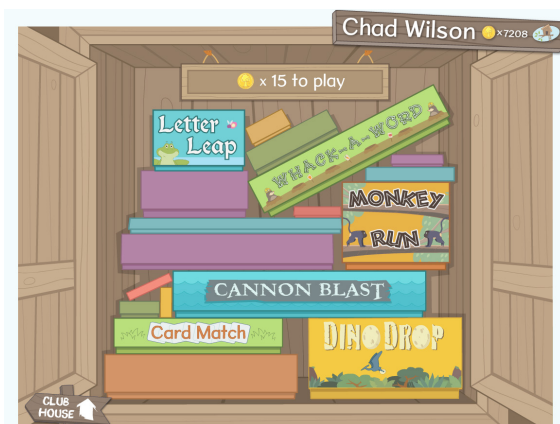 Chad Wilson x7208
x 15 to play
Letter
Leap
WHACK-A-WORD
MONKEY
RUN
CANNON BLAST
Card Match
DINO DROP
CLUB
HOUSE